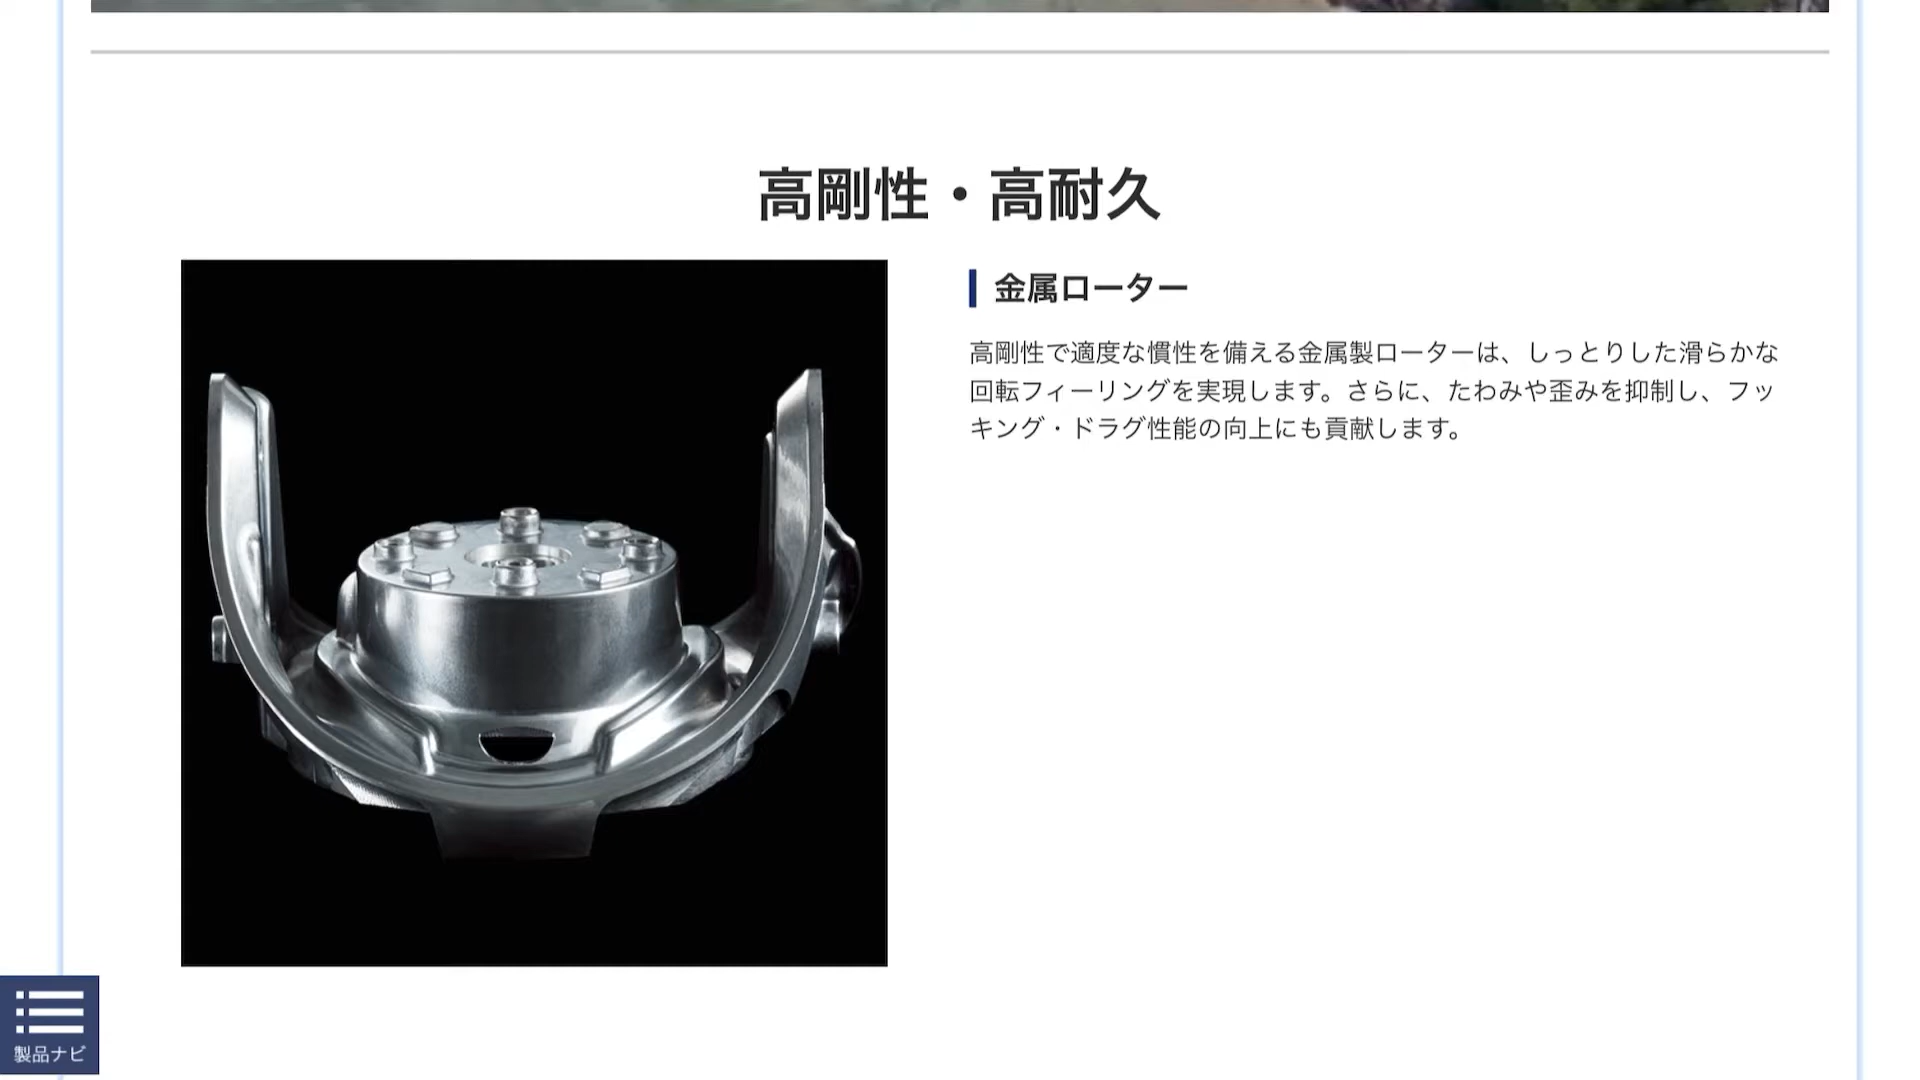 高剛性・高耐久
金属ローター
高剛性で適度な慣性を備える金属製ローターは、しっとりした滑らかな
回転フィーリングを実現します。さらに、たわみや歪みを抑制し、フッ
キング・ドラグ性能の向上にも貢献します。
製品ナビ